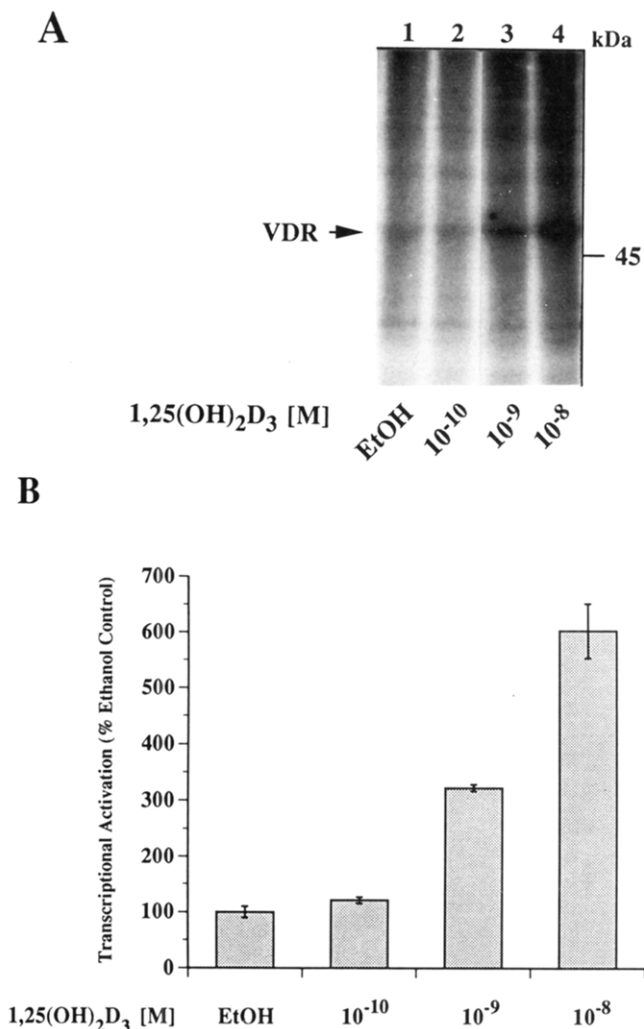 A
1 2 3 4 kDa
VDR
45
1,25(OH)₂D₃ [M] EtOH 10⁻¹⁰ 10⁻⁹ 10⁻⁸
B
Transcriptional Activation (% Ethanol Control)
700
600
500
400
300
200
100
0
1,25(OH)₂D₃ [M] EtOH 10⁻¹⁰ 10⁻⁹ 10⁻⁸